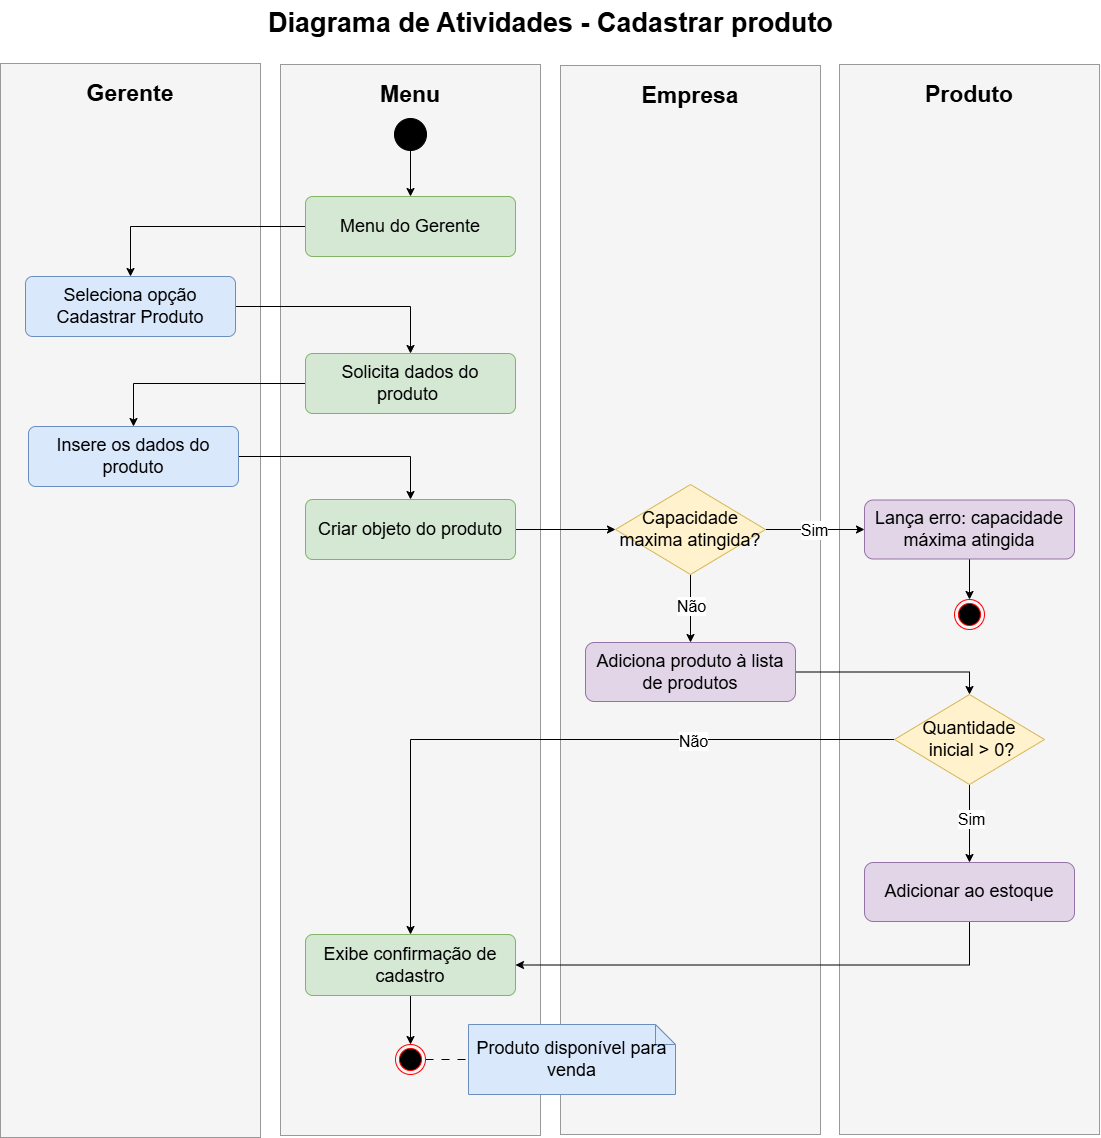 Diagrama de Atividades - Cadastrar produto
Gerente
Menu
Empresa
Produto
Menu do Gerente
Seleciona opção
Cadastrar Produto
Solicita dados do
produto
Insere os dados do
produto
Criar objeto do produto
Capacidade
maxima atingida?
Sim
Lança erro: capacidade
máxima atingida
Não
Adiciona produto à lista
de produtos
Quantidade
inicial > 0?
Não
Sim
Adicionar ao estoque
Exibe confirmação de
cadastro
Produto disponível para
venda